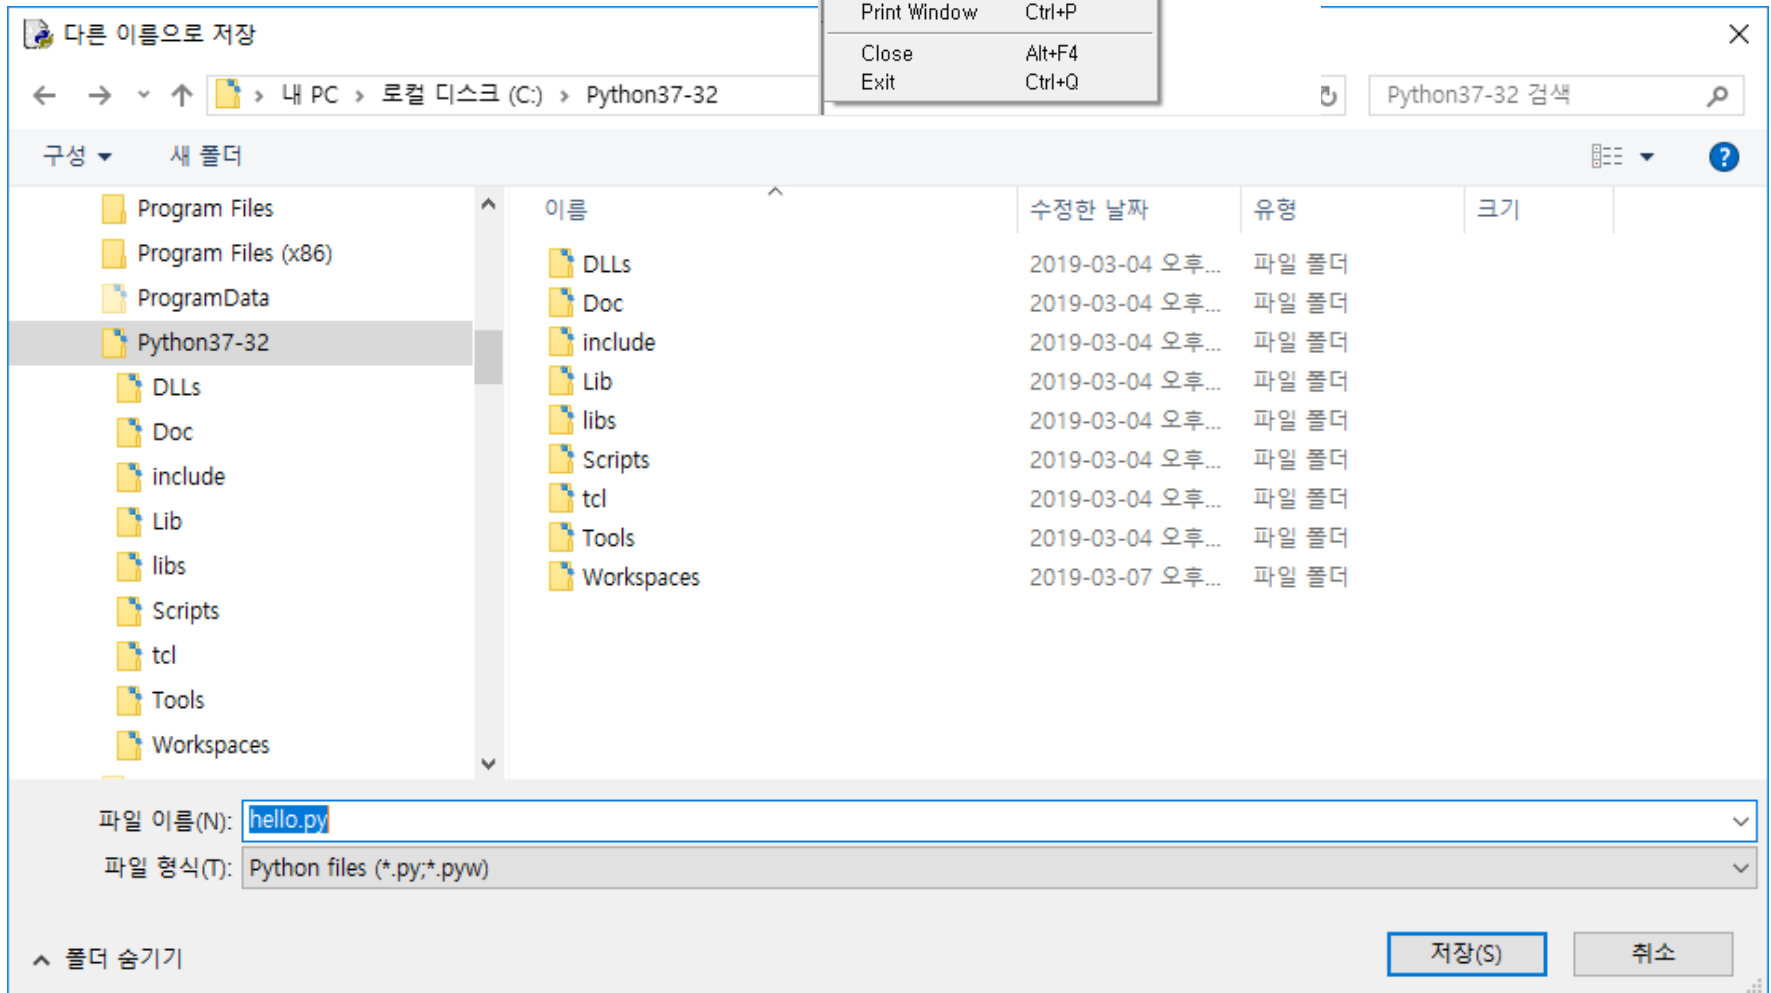 Print Window Ctrl+P
다른 이름으로 저장
Close Alt+F4
Exit Ctrl+Q
내 PC › 로컬 디스크 (C:) › Python37-32
Python37-32 검색
구성 새 폴더
Program Files
Program Files (x86)
ProgramData
Python37-32
DLLs
Doc
include
Lib
libs
Scripts
tcl
Tools
Workspaces
이름 수정한 날짜 유형 크기
DLLs 2019-03-04 오후... 파일 폴더
Doc 2019-03-04 오후... 파일 폴더
include 2019-03-04 오후... 파일 폴더
Lib 2019-03-04 오후... 파일 폴더
libs 2019-03-04 오후... 파일 폴더
Scripts 2019-03-04 오후... 파일 폴더
tcl 2019-03-04 오후... 파일 폴더
Tools 2019-03-04 오후... 파일 폴더
Workspaces 2019-03-07 오후... 파일 폴더
파일 이름(N): hello.py
파일 형식(T): Python files (*.py;*.pyw)
폴더 숨기기
저장(S) 취소